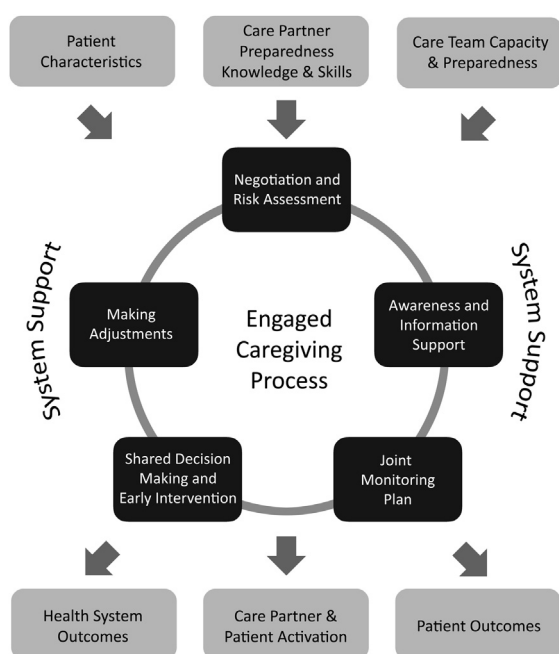 Patient
Characteristics
Care Partner
Preparedness
Knowledge & Skills
Care Team Capacity
& Preparedness
Negotiation and
Risk Assessment
System Support
System Support
Making
Adjustments
Engaged
Caregiving
Process
Awareness and
Information
Support
Shared Decision
Making and
Early Intervention
Joint
Monitoring
Plan
Health System
Outcomes
Care Partner &
Patient Activation
Patient Outcomes